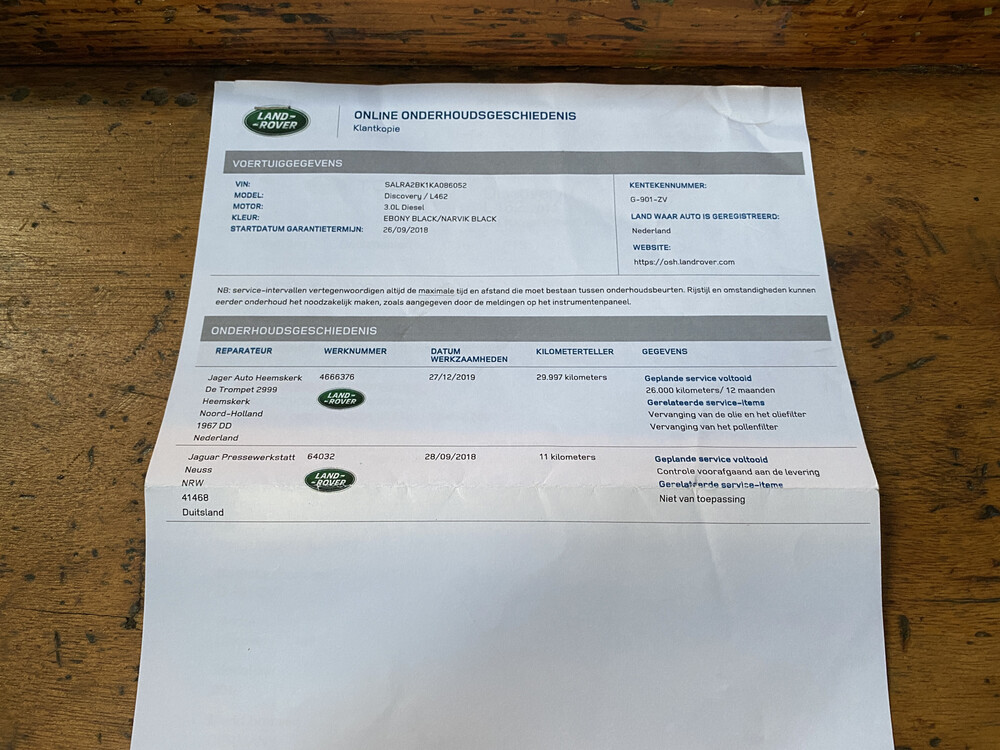 LAND-
-ROVER
ONLINE ONDERHOUDSGESCHIEDENIS
Klantkopie
VOERTUIGGEGEVENS
VIN: SALRA2BK1KA086052
MODEL: Discovery / L462
MOTOR: 3.0L Diesel
KLEUR: EBONY BLACK/NARVIK BLACK
STARTDATUM GARANTIETERMIJN: 26/09/2018
KENTEKENNUMMER:
G-901-ZV
LAND WAAR AUTO IS GEREGISTREERD:
Nederland
WEBSITE:
https://osh.landrover.com
NB: service-intervallen vertegenwoordigen altijd de maximale tijd en afstand die moet bestaan tussen onderhoudsbeurten. Rijstijl en omstandigheden kunnen
eerder onderhoud het noodzakelijk maken, zoals aangegeven door de meldingen op het instrumentenpaneel.
ONDERHOUDSGESCHIEDENIS
REPARATEUR WERKNUMMER DATUM WERKZAAMHEDEN KILOMETERTELLER GEGEVENS
Jager Auto Heemskerk 4666376 27/12/2019 29.997 kilometers Geplande service voltooid
De Trompet 2999 LAND- 26.000 kilometers/ 12 maanden
Heemskerk -ROVER Gerelateerde service-items
Noord-Holland Vervanging van de olie en het oliefilter
1967 DD Vervanging van het pollenfilter
Nederland
Jaguar Pressewerkstatt 64032 28/09/2018 11 kilometers Geplande service voltooid
Neuss LAND- Controle voorafgaand aan de levering
NRW -ROVER Gerelateerde service-items
41468 Niet van toepassing
Duitsland